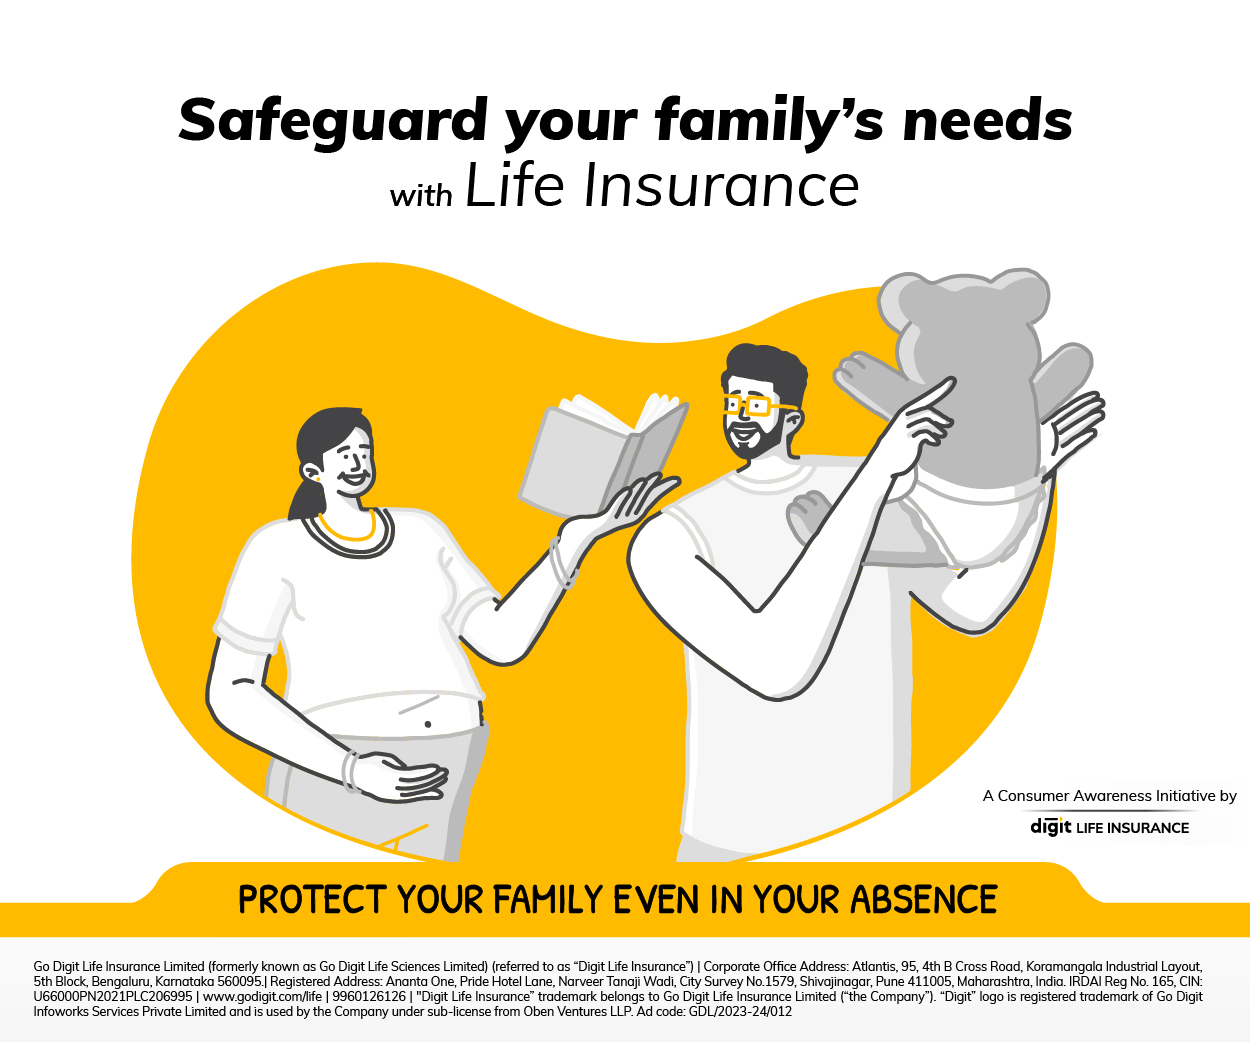 Safeguard your family’s needs
with Life Insurance
A Consumer Awareness Initiative by
digit LIFE INSURANCE
PROTECT YOUR FAMILY EVEN IN YOUR ABSENCE
Go Digit Life Insurance Limited (formerly known as Go Digit Life Sciences Limited) (referred to as “Digit Life Insurance”) | Corporate Office Address: Atlantis, 95, 4th B Cross Road, Koramangala Industrial Layout,
5th Block, Bengaluru, Karnataka 560095.| Registered Address: Ananta One, Pride Hotel Lane, Narveer Tanaji Wadi, City Survey No.1579, Shivajinagar, Pune 411005, Maharashtra, India. IRDAI Reg No. 165, CIN:
U66000PN2021PLC206995 | www.godigit.com/life | 9960126126 | "Digit Life Insurance” trademark belongs to Go Digit Life Insurance Limited (“the Company”). “Digit” logo is registered trademark of Go Digit
Infoworks Services Private Limited and is used by the Company under sub-license from Oben Ventures LLP. Ad code: GDL/2023-24/012